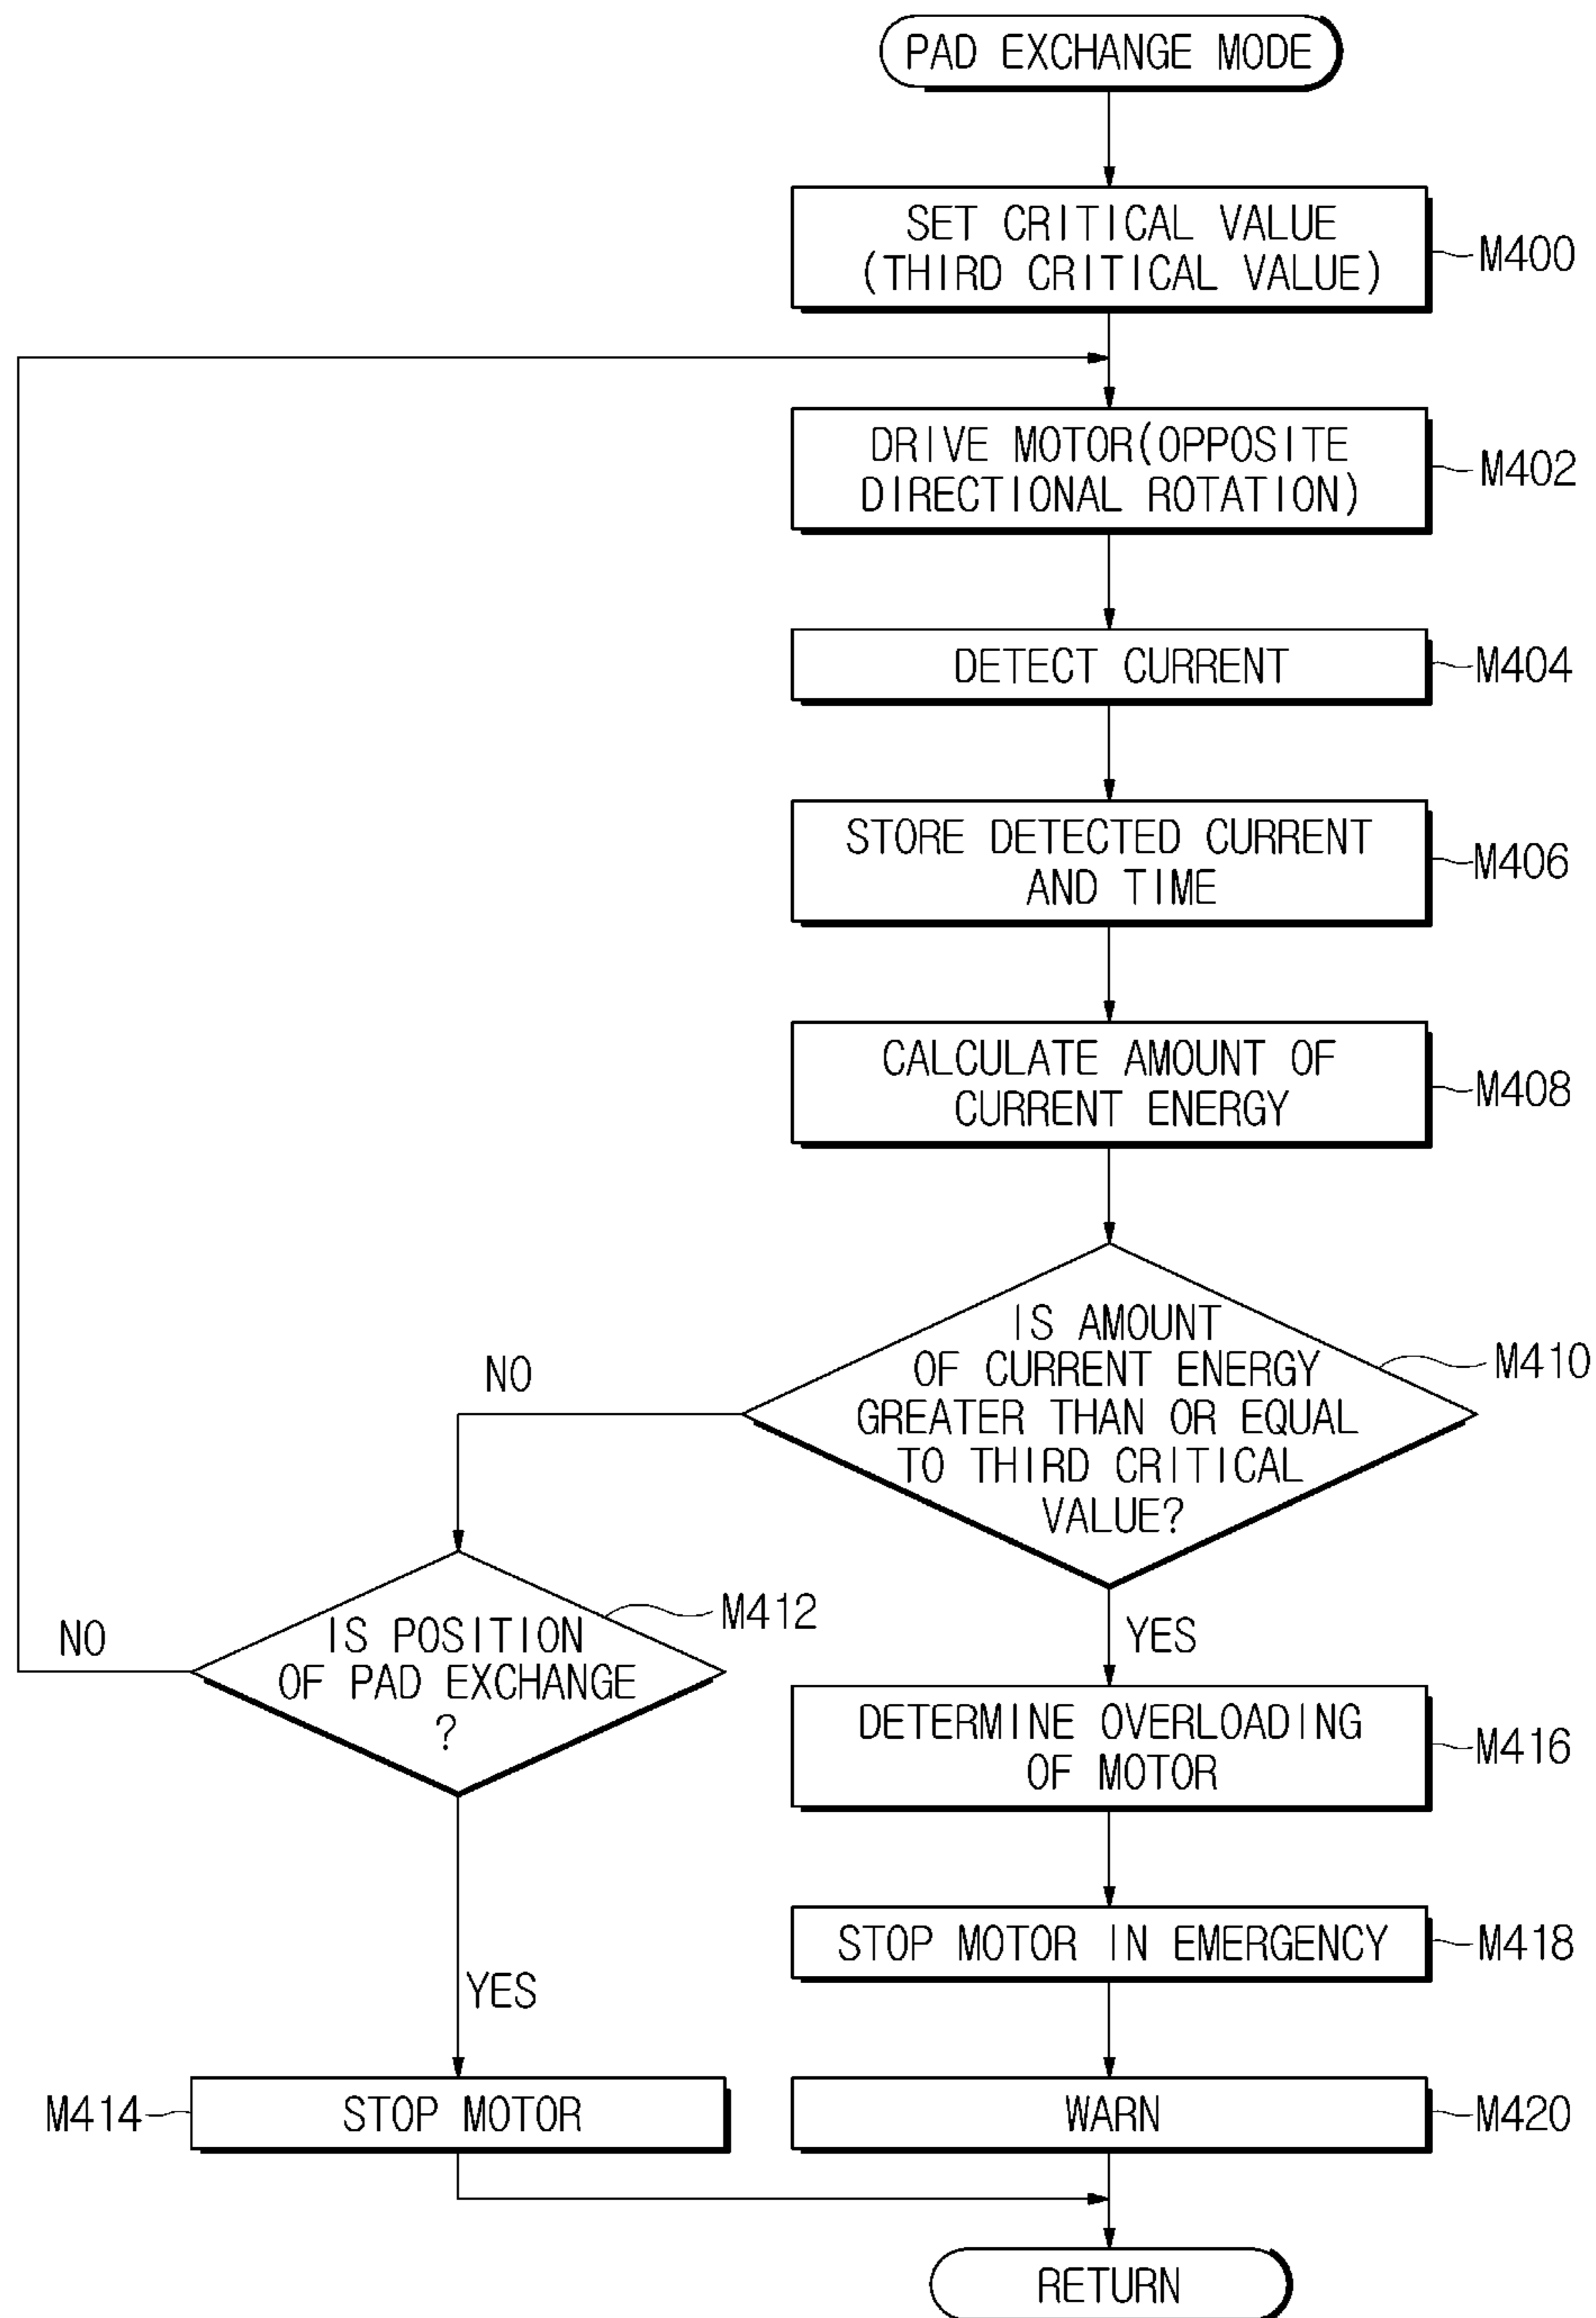 PAD EXCHANGE MODE
SET CRITICAL VALUE
(THIRD CRITICAL VALUE)
M400
DRIVE MOTOR(OPPOSITE
DIRECTIONAL ROTATION)
M402
DETECT CURRENT
M404
STORE DETECTED CURRENT
AND TIME
M406
CALCULATE AMOUNT OF
CURRENT ENERGY
M408
IS AMOUNT
OF CURRENT ENERGY
GREATER THAN OR EQUAL
TO THIRD CRITICAL
VALUE?
M410
NO
YES
IS POSITION
OF PAD EXCHANGE
?
M412
NO
YES
DETERMINE OVERLOADING
OF MOTOR
M416
STOP MOTOR IN EMERGENCY
M418
M414
STOP MOTOR
WARN
M420
RETURN